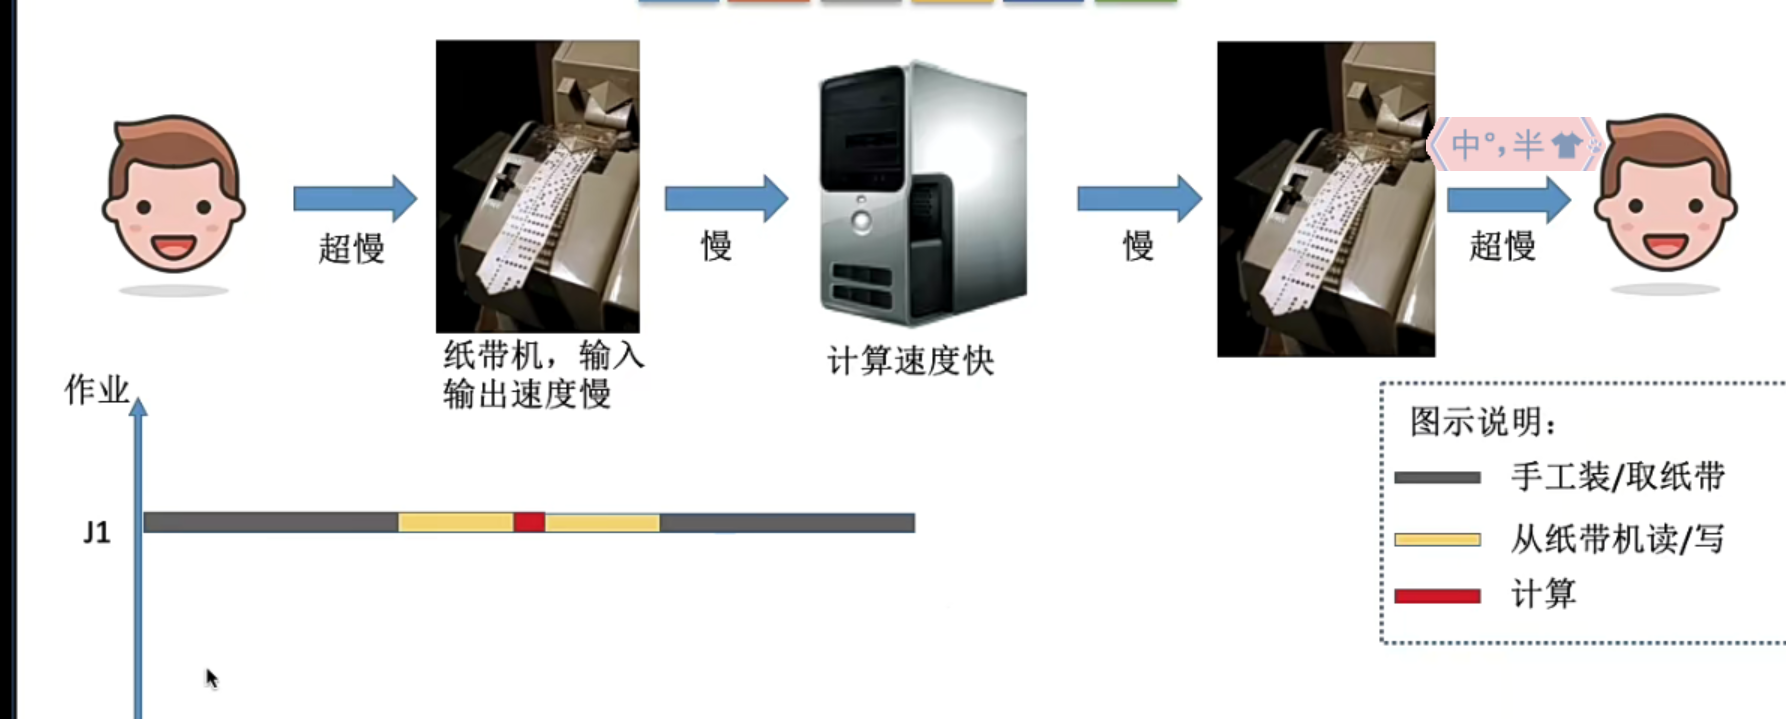 中°，半
超慢
慢
慢
超慢
纸带机，输入
输出速度慢
计算速度快
作业
J1
图示说明：
手工装/取纸带
从纸带机读/写
计算